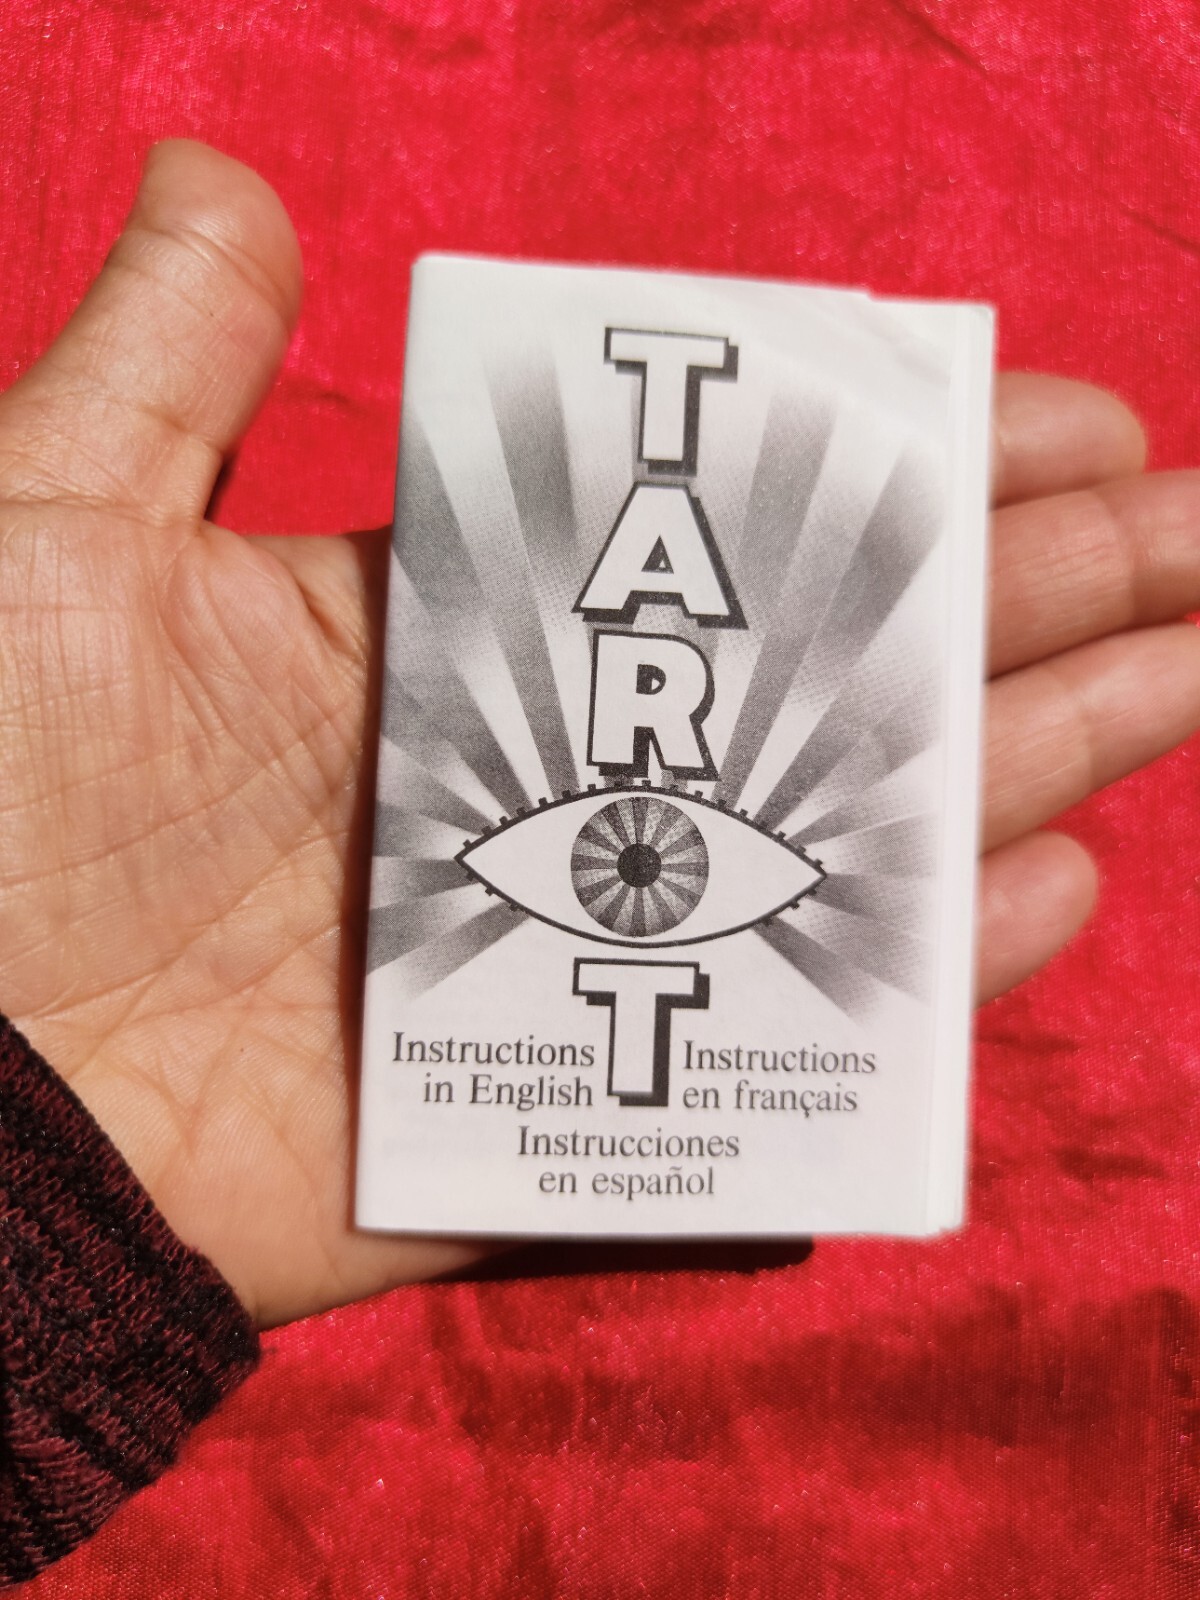 TAROT
Instructions
in English
Instructions
en français
Instrucciones
en español